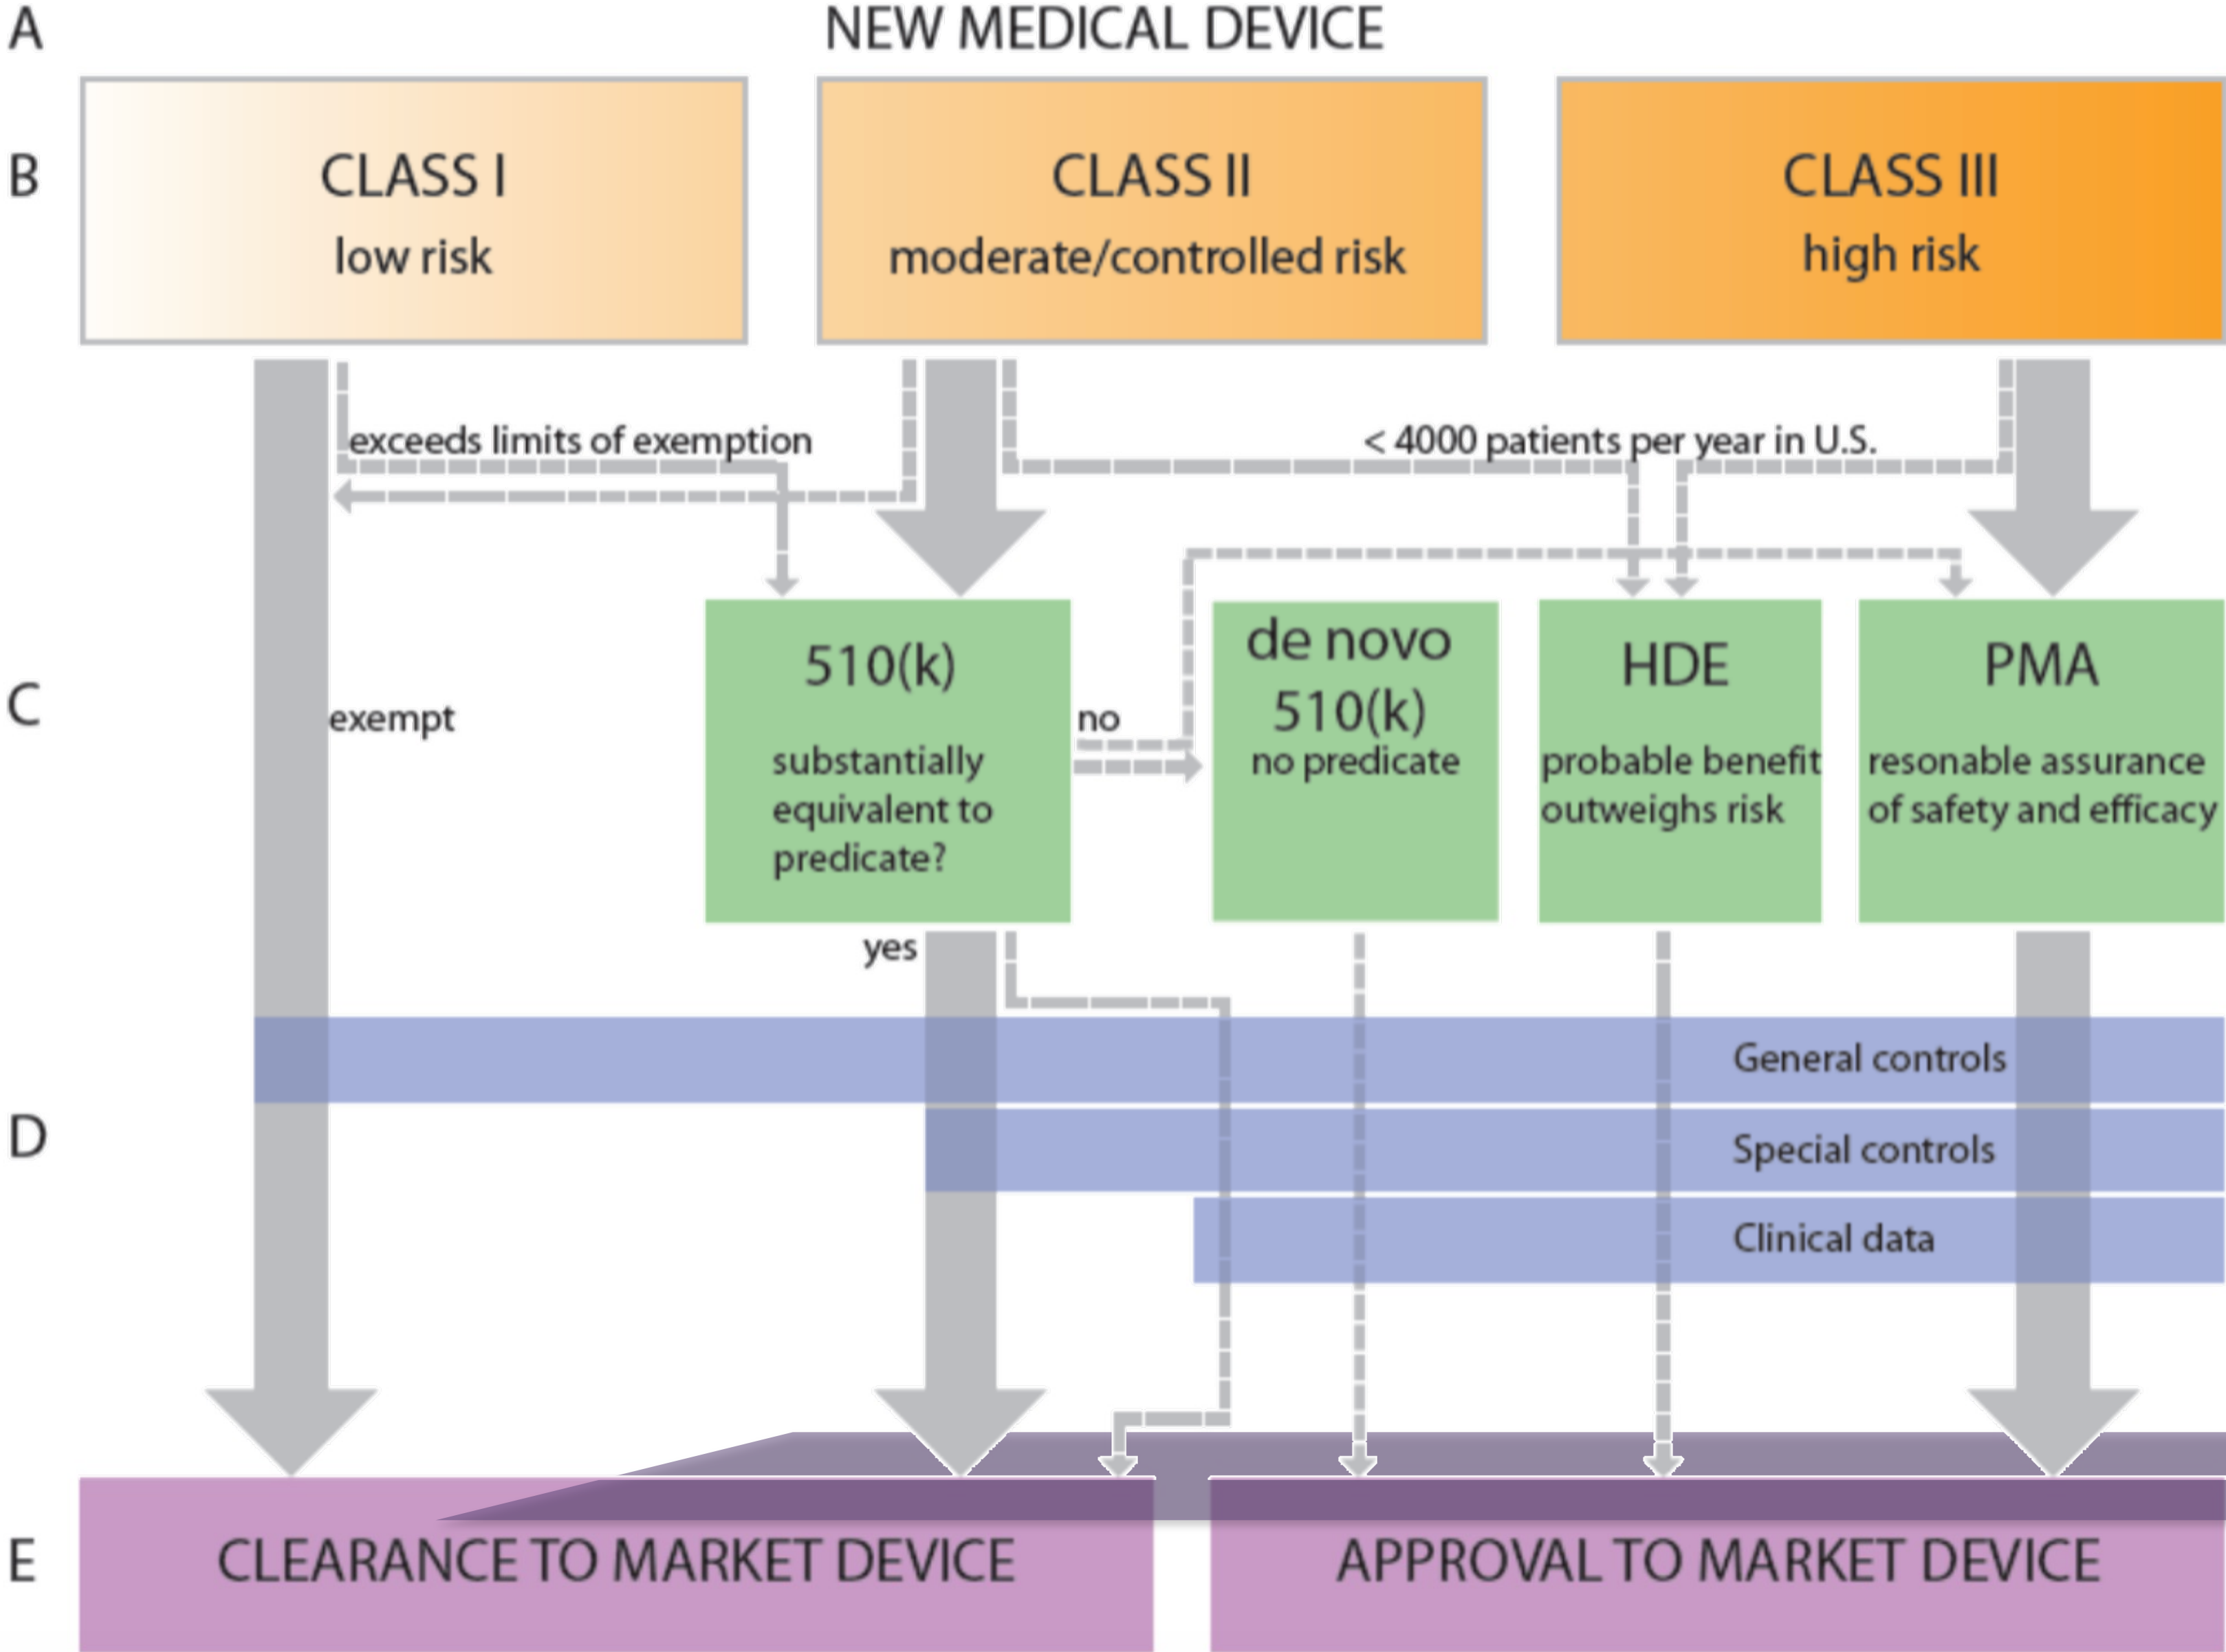 A
NEW MEDICAL DEVICE
B
CLASS I
low risk
CLASS II
moderate/controlled risk
CLASS III
high risk
exceeds limits of exemption
< 4000 patients per year in U.S.
C
exempt
510(k)
substantially
equivalent to
predicate?
no
de novo
510(k)
no predicate
HDE
probable benefit
outweighs risk
PMA
resonable assurance
of safety and efficacy
yes
D
General controls
Special controls
Clinical data
E
CLEARANCE TO MARKET DEVICE
APPROVAL TO MARKET DEVICE